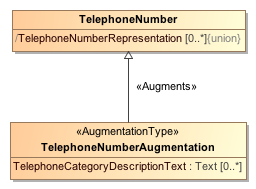 TelephoneNumber
/TelephoneNumberRepresentation [0..*]{union}
«Augments»
«AugmentationType»
TelephoneNumberAugmentation
TelephoneCategoryDescriptionText : Text [0..*]